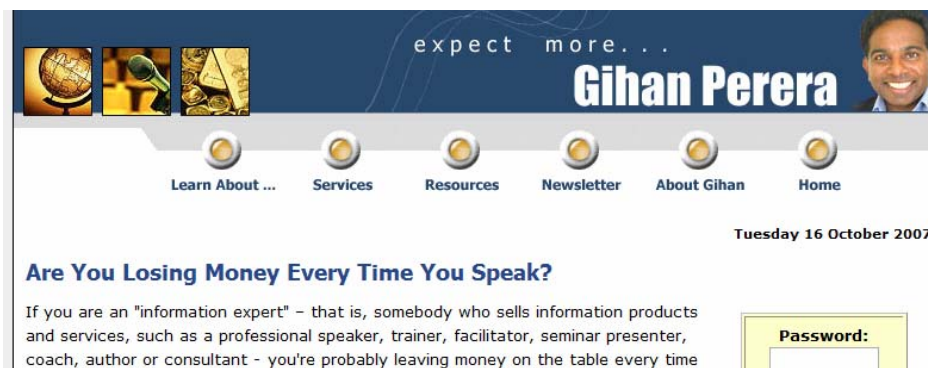 expect more...
Gihan Perera
Learn About ... Services Resources Newsletter About Gihan Home
Tuesday 16 October 2007
Are You Losing Money Every Time You Speak?
If you are an "information expert" – that is, somebody who sells information products
and services, such as a professional speaker, trainer, facilitator, seminar presenter,
coach, author or consultant - you're probably leaving money on the table every time
Password: